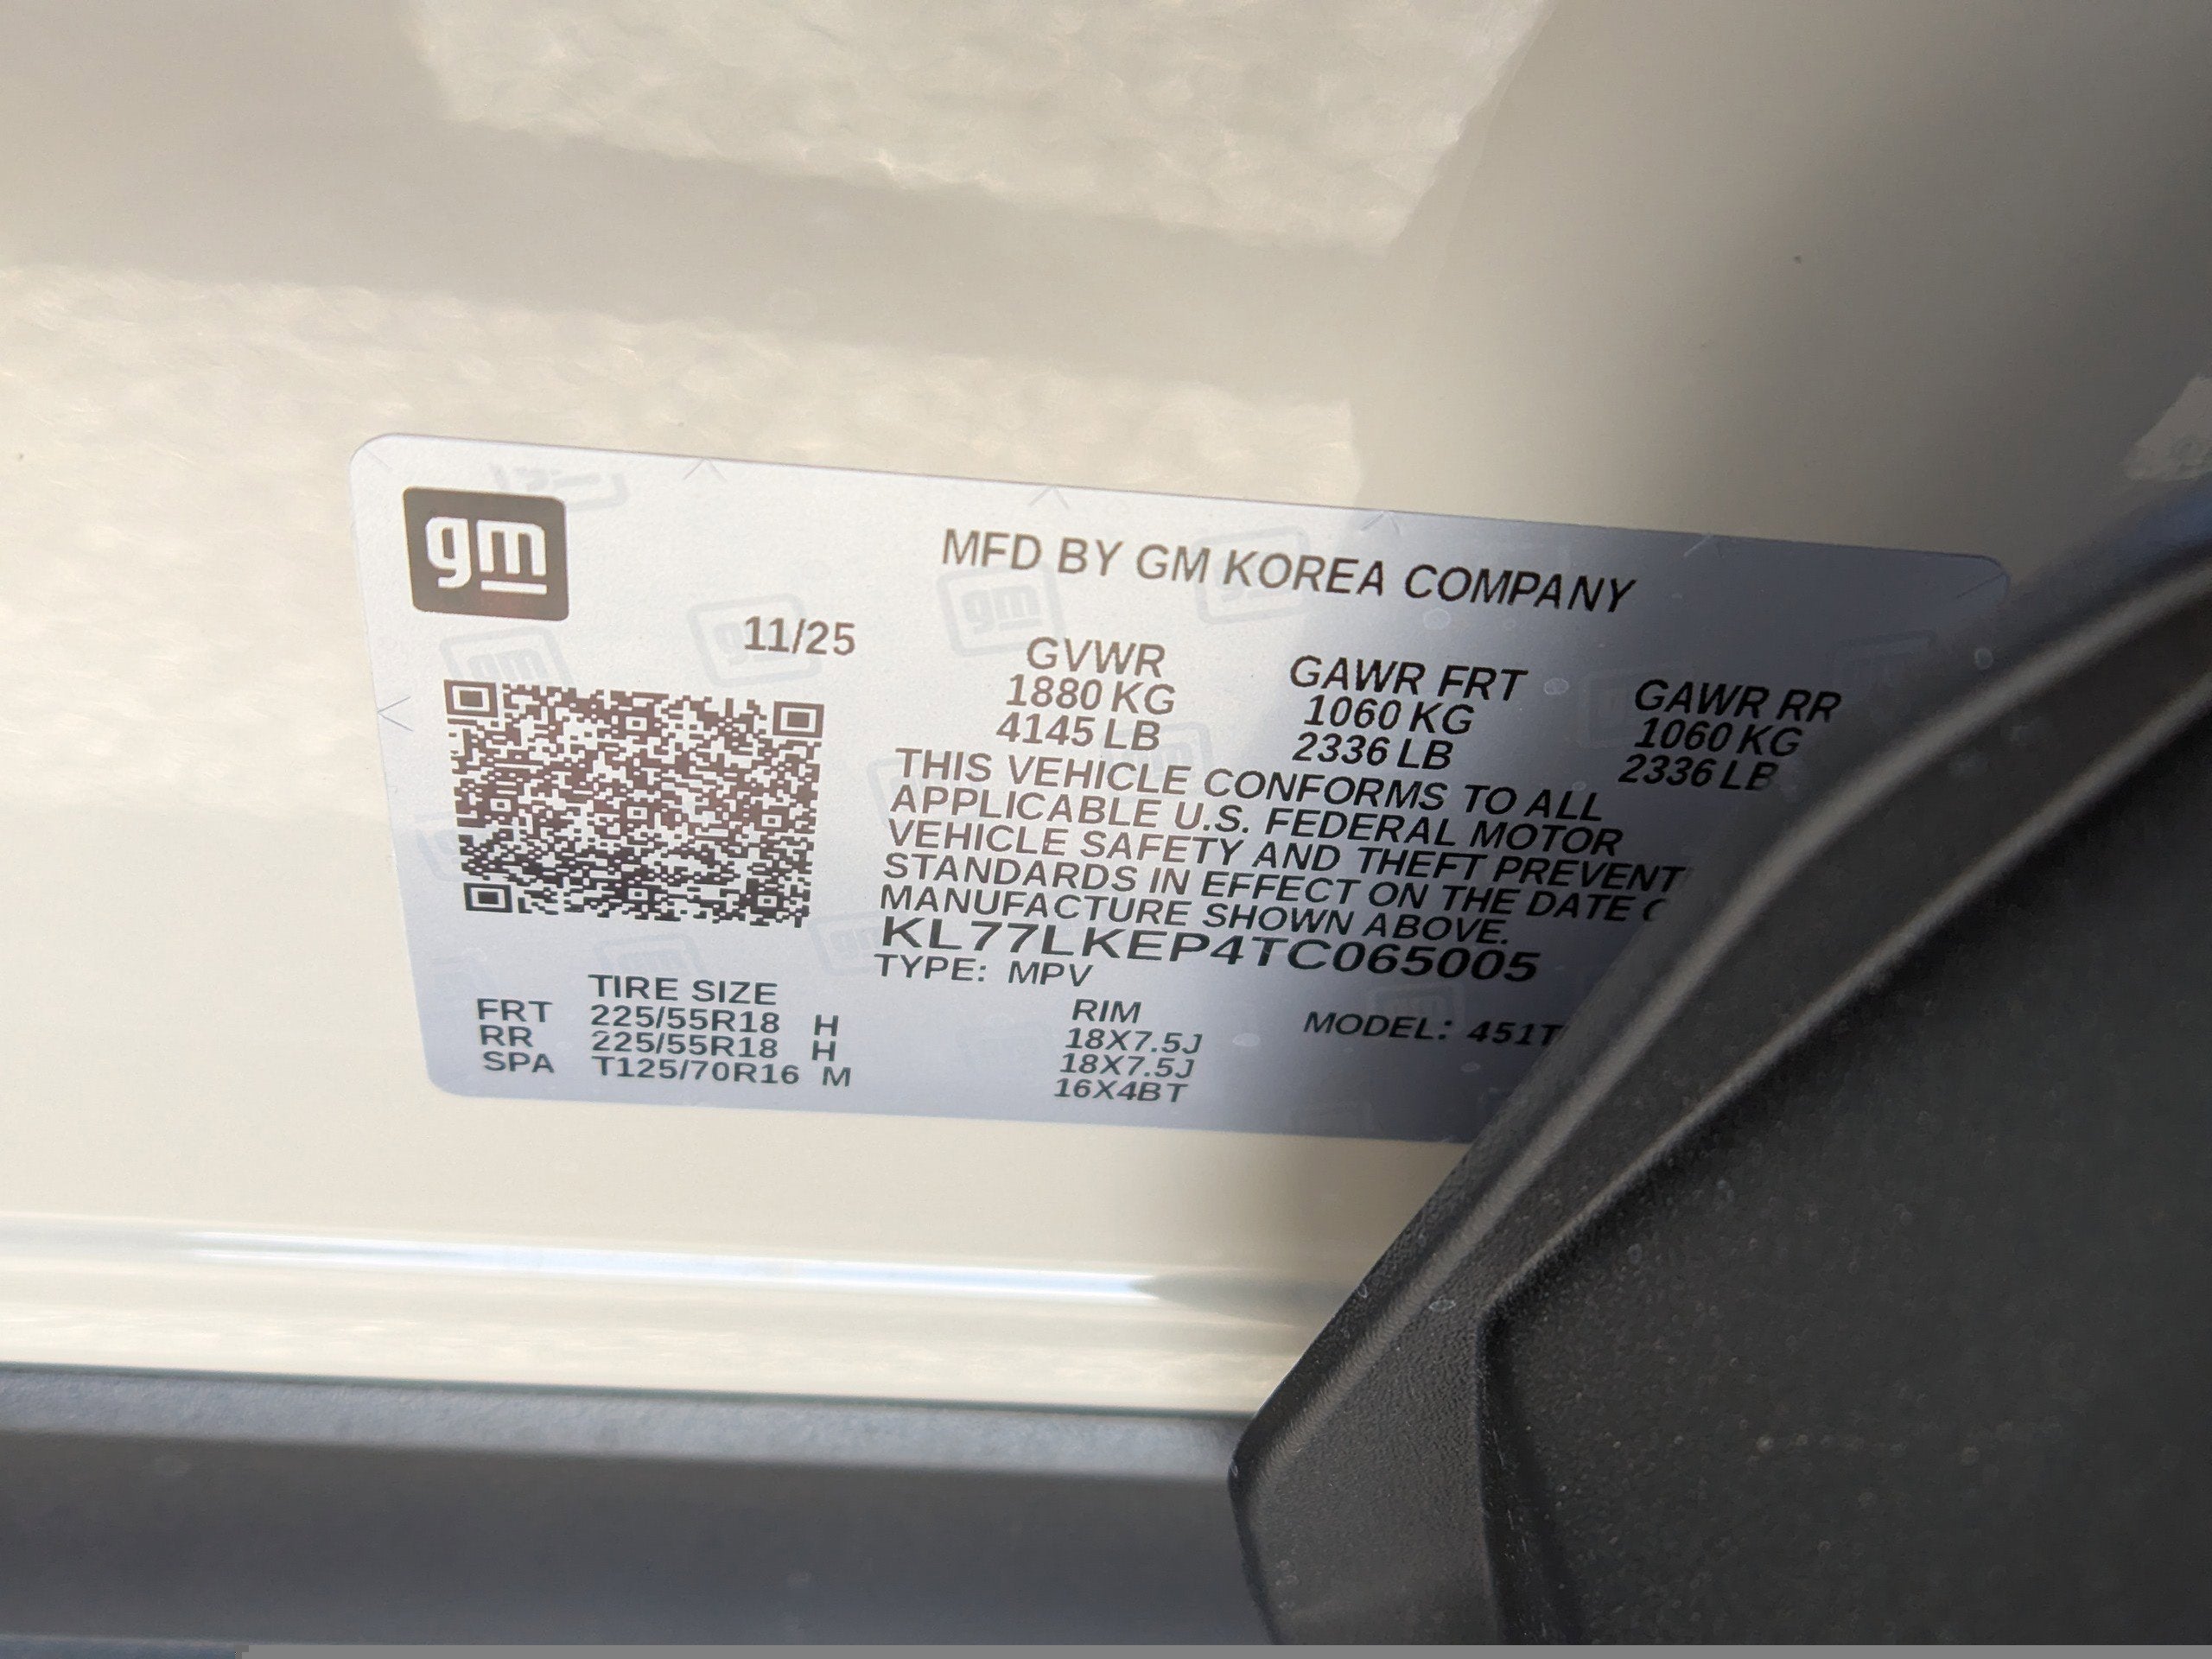 gm
MFD BY GM KOREA COMPANY
11/25
GVWR GAWR FRT GAWR RR
1880 KG 1060 KG 1060 KG
4145 LB 2336 LB 2336 LB
THIS VEHICLE CONFORMS TO ALL
APPLICABLE U.S. FEDERAL MOTOR
VEHICLE SAFETY AND THEFT PREVENT
STANDARDS IN EFFECT ON THE DATE
MANUFACTURE SHOWN ABOVE.
KL77LKEP4TC065005
TYPE: MPV
TIRE SIZE RIM MODEL: 451T
FRT 225/55R18 H 18X7.5J
RR 225/55R18 H 18X7.5J
SPA T125/70R16 M 16X4BT